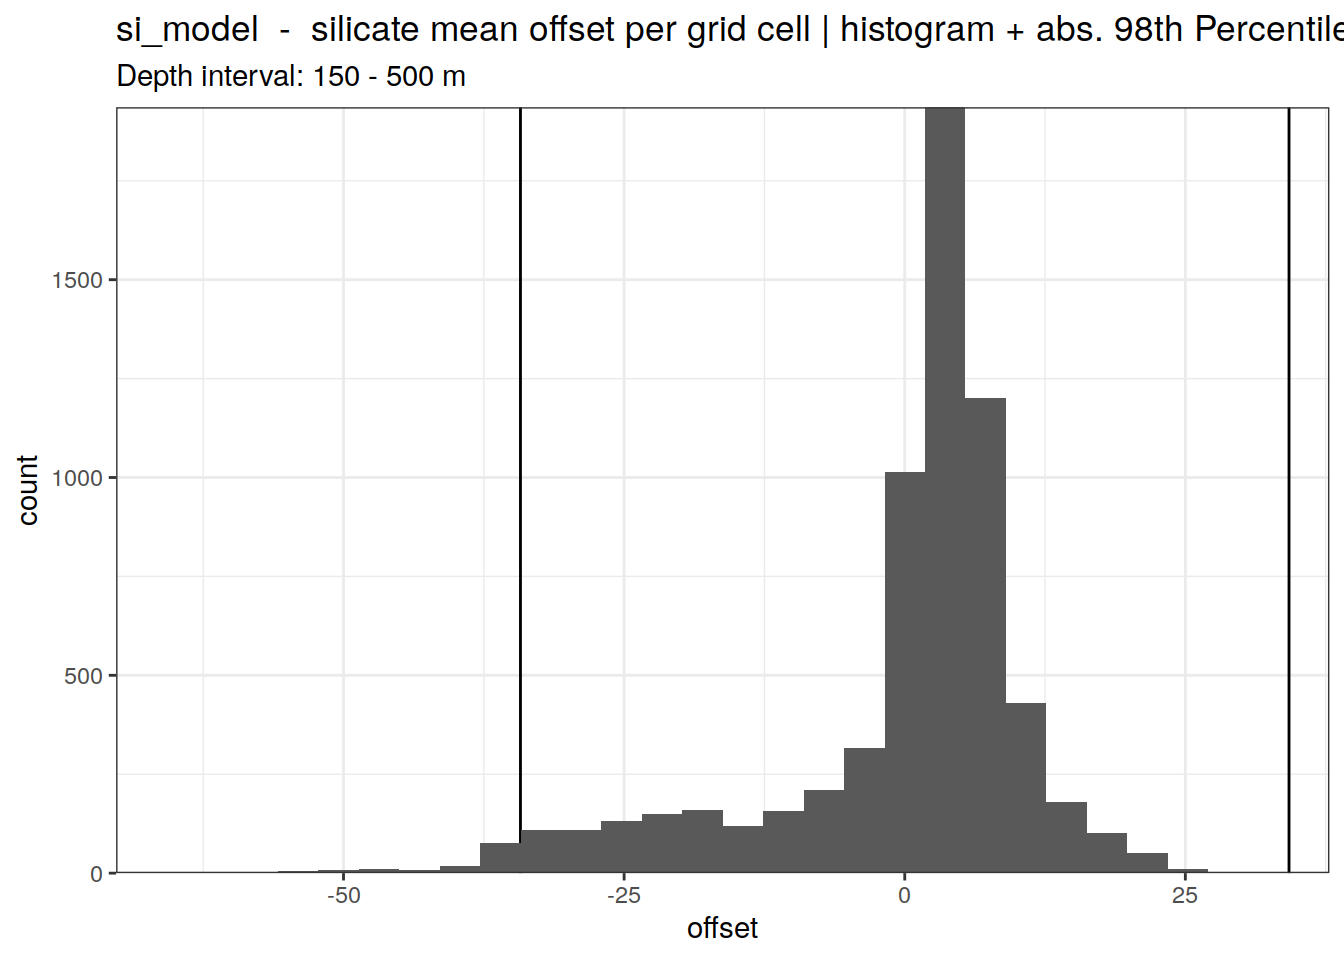 si_model  -  silicate mean offset per grid cell | histogram + abs. 98th Percentile
Depth interval: 150 - 500 m
count
1500
1000
500
0
-50
-25
0
25
offset